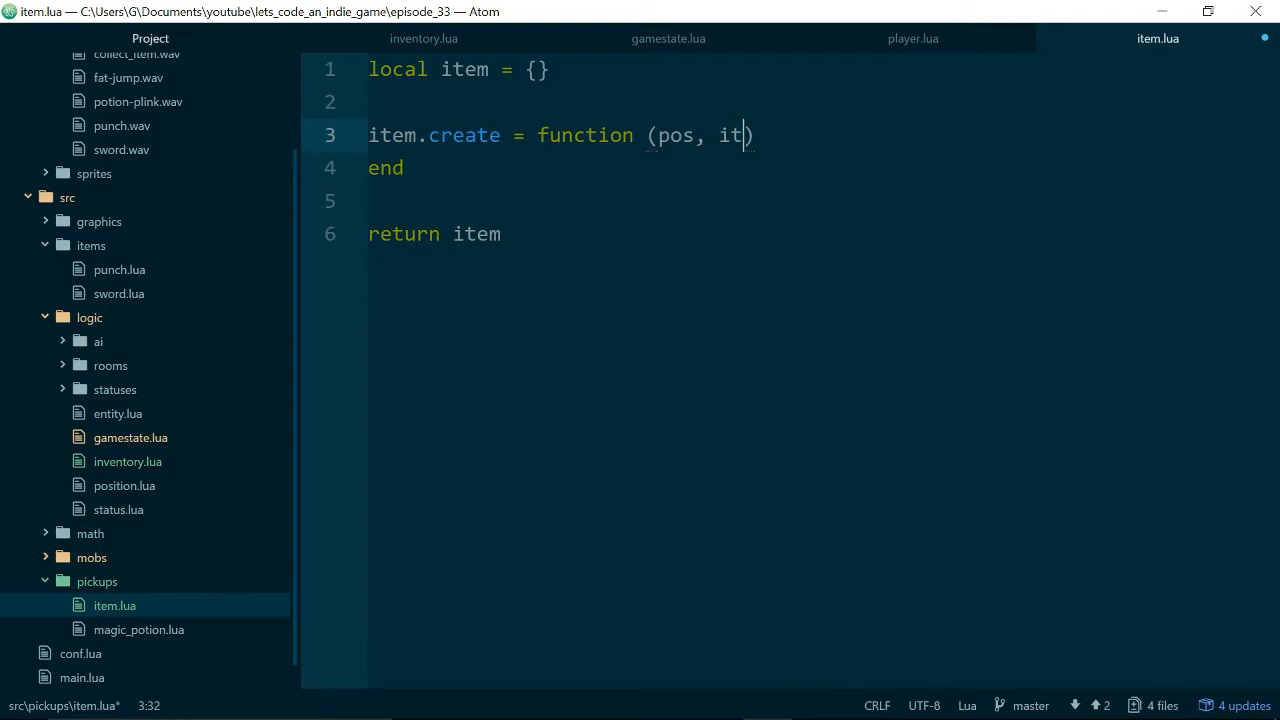 item.lua — C:\Users\G\Documents\youtube\lets_code_an_indie_game\episode_33 — Atom
Project
inventory.lua
gamestate.lua
player.lua
item.lua
collect_item.wav
fat-jump.wav
potion-plink.wav
punch.wav
sword.wav
sprites
src
graphics
items
punch.lua
sword.lua
logic
ai
rooms
statuses
entity.lua
gamestate.lua
inventory.lua
position.lua
status.lua
math
mobs
pickups
item.lua
magic_potion.lua
conf.lua
main.lua
1 local item = {}
2
3 item.create = function (pos, it)
4 end
5
6 return item
src\pickups\item.lua* 3:32 CRLF UTF-8 Lua master 2 4 files 4 updates